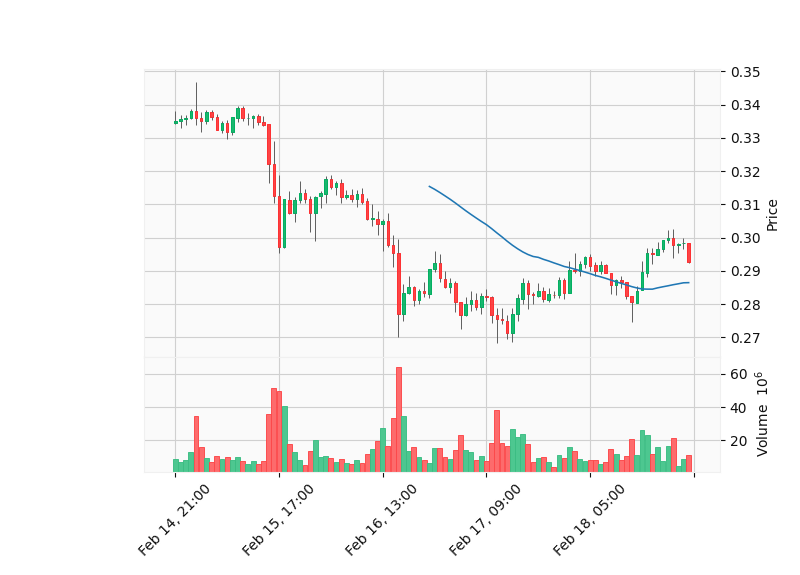 0.35
0.34
0.33
0.32
0.31
0.30
0.29
0.28
0.27
Price
60
40
20
Volume 10⁶
Feb 14, 21:00
Feb 15, 17:00
Feb 16, 13:00
Feb 17, 09:00
Feb 18, 05:00